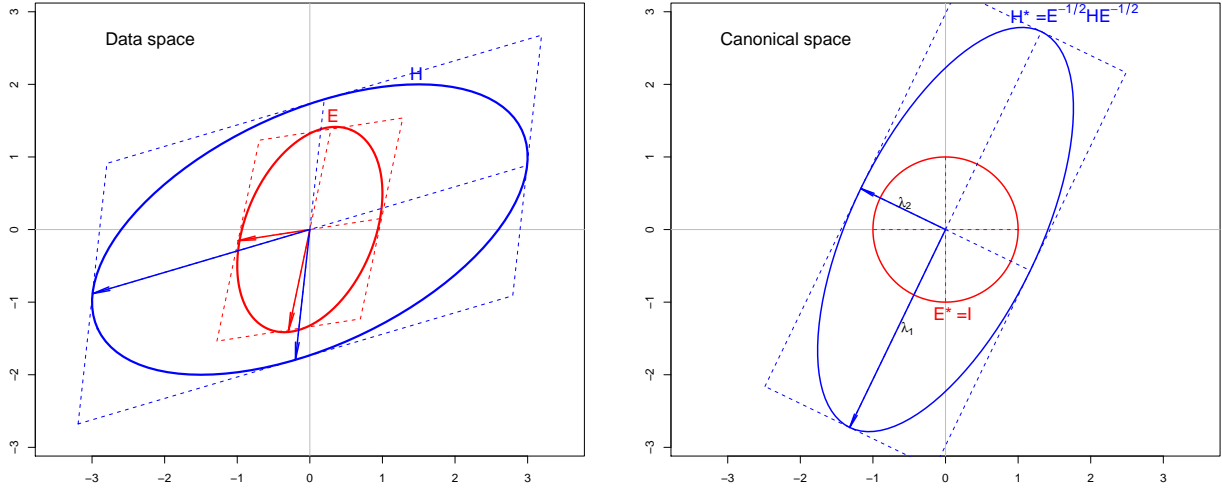 Data space
H
E
3
2
1
0
−1
−2
−3
−3 −2 −1 0 1 2 3
Canonical space
H* =E^{−1/2}HE^{−1/2}
λ₂
λ₁
E* =I
3
2
1
0
−1
−2
−3
−3 −2 −1 0 1 2 3